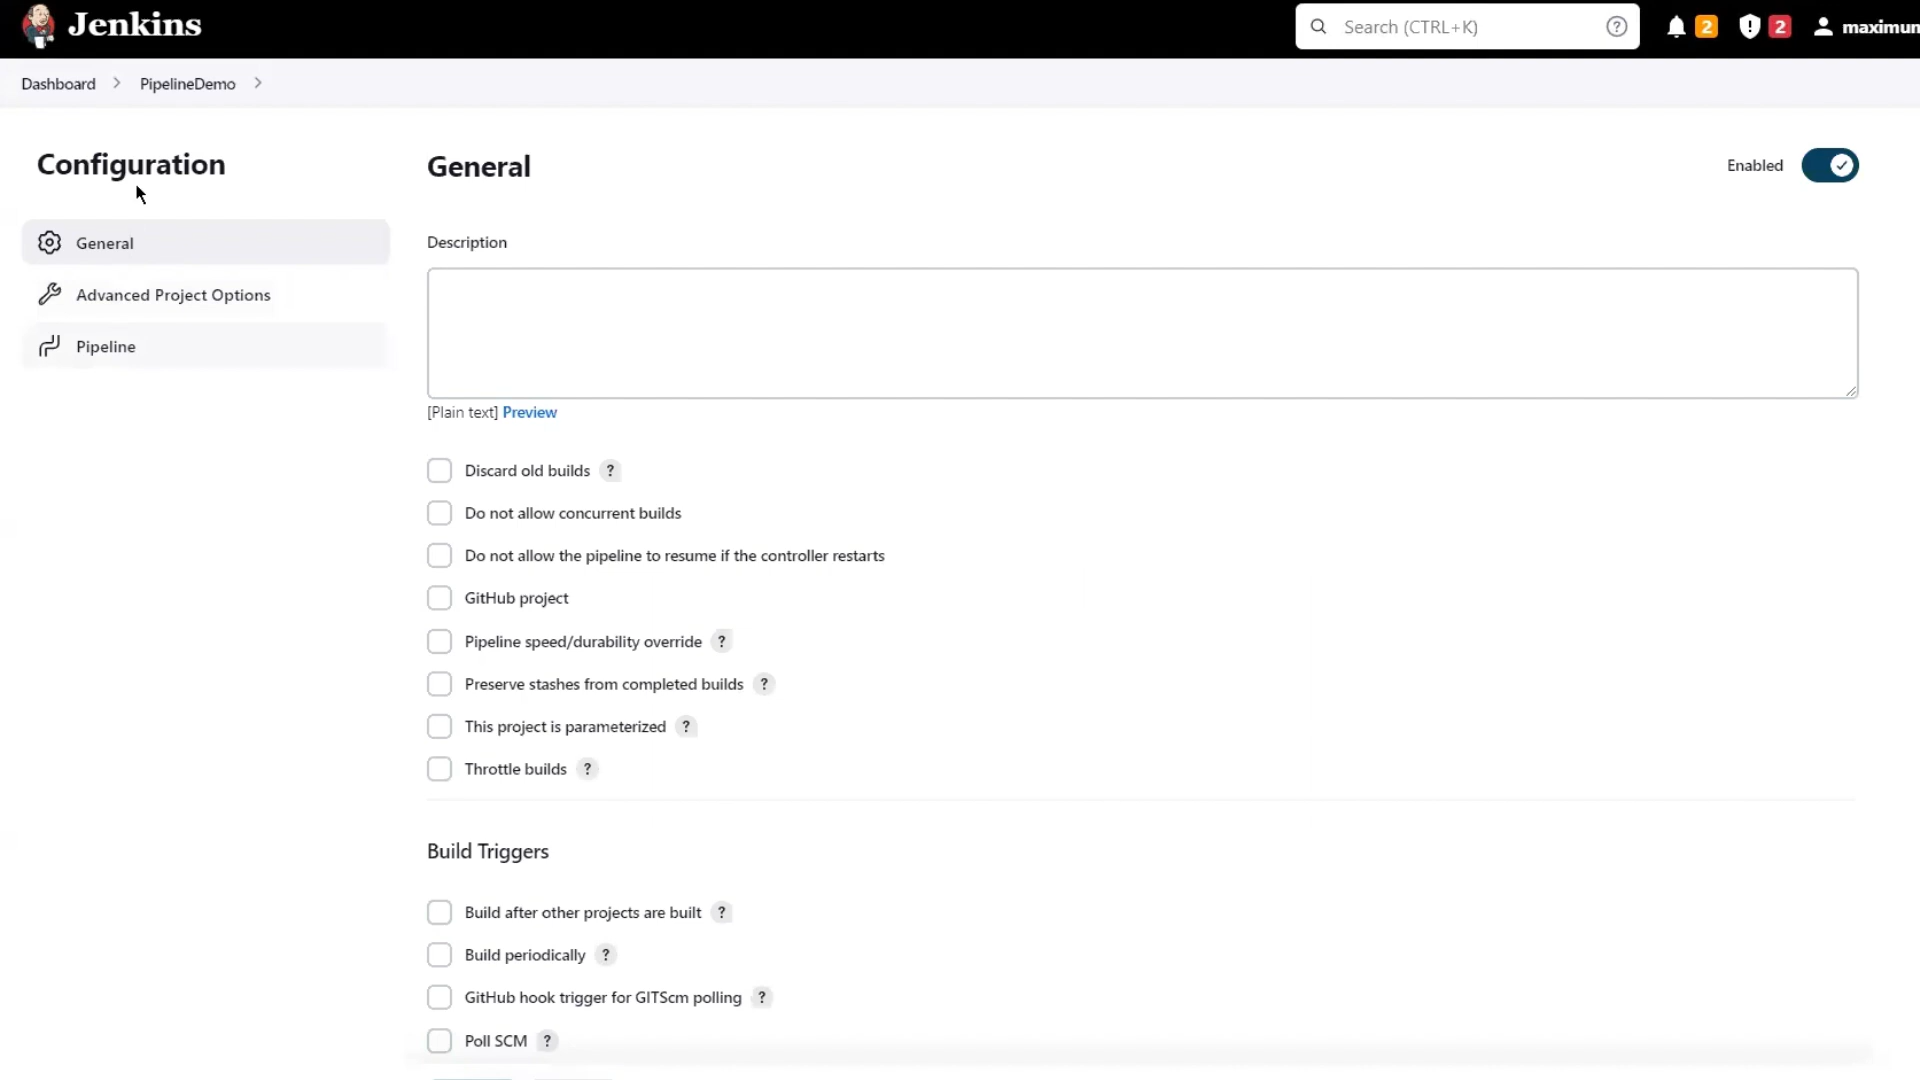 Jenkins
Search (CTRL+K)
?
2
2
maximum
Dashboard > PipelineDemo >
Configuration
General
Advanced Project Options
Pipeline
General
Enabled
Description
[Plain text] Preview
Discard old builds ?
Do not allow concurrent builds
Do not allow the pipeline to resume if the controller restarts
GitHub project
Pipeline speed/durability override ?
Preserve stashes from completed builds ?
This project is parameterized ?
Throttle builds ?
Build Triggers
Build after other projects are built ?
Build periodically ?
GitHub hook trigger for GITScm polling ?
Poll SCM ?